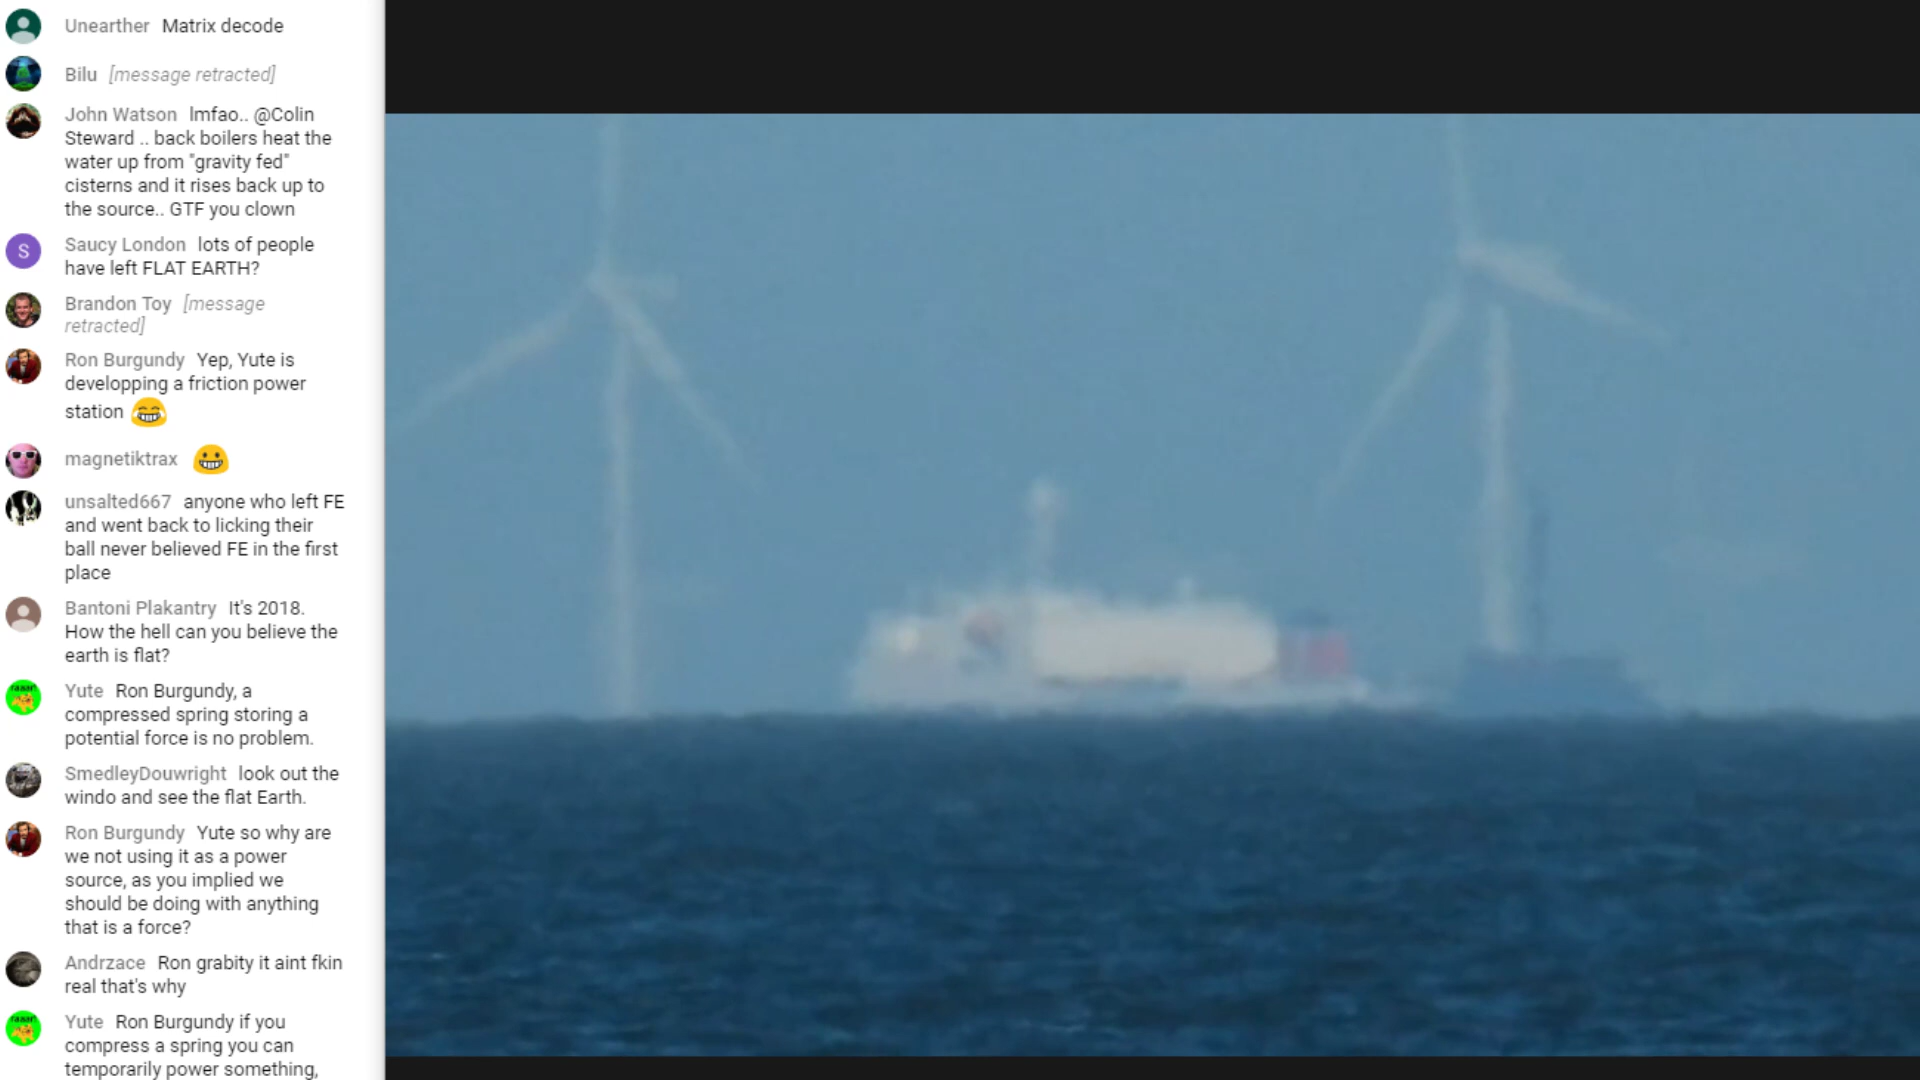 Unearther Matrix decode
Bilu [message retracted]
John Watson lmfao.. @Colin
Steward .. back boilers heat the
water up from "gravity fed"
cisterns and it rises back up to
the source.. GTF you clown
S
Saucy London lots of people
have left FLAT EARTH?
Brandon Toy [message
retracted]
Ron Burgundy Yep, Yute is
developping a friction power
station 😂
magnetiktrax 😀
unsalted667 anyone who left FE
and went back to licking their
ball never believed FE in the first
place
Bantoni Plakantry It's 2018.
How the hell can you believe the
earth is flat?
Yute Ron Burgundy, a
compressed spring storing a
potential force is no problem.
SmedleyDouwright look out the
windo and see the flat Earth.
Ron Burgundy Yute so why are
we not using it as a power
source, as you implied we
should be doing with anything
that is a force?
Andrzace Ron grabity it aint fkin
real that's why
Yute Ron Burgundy if you
compress a spring you can
temporarily power something,